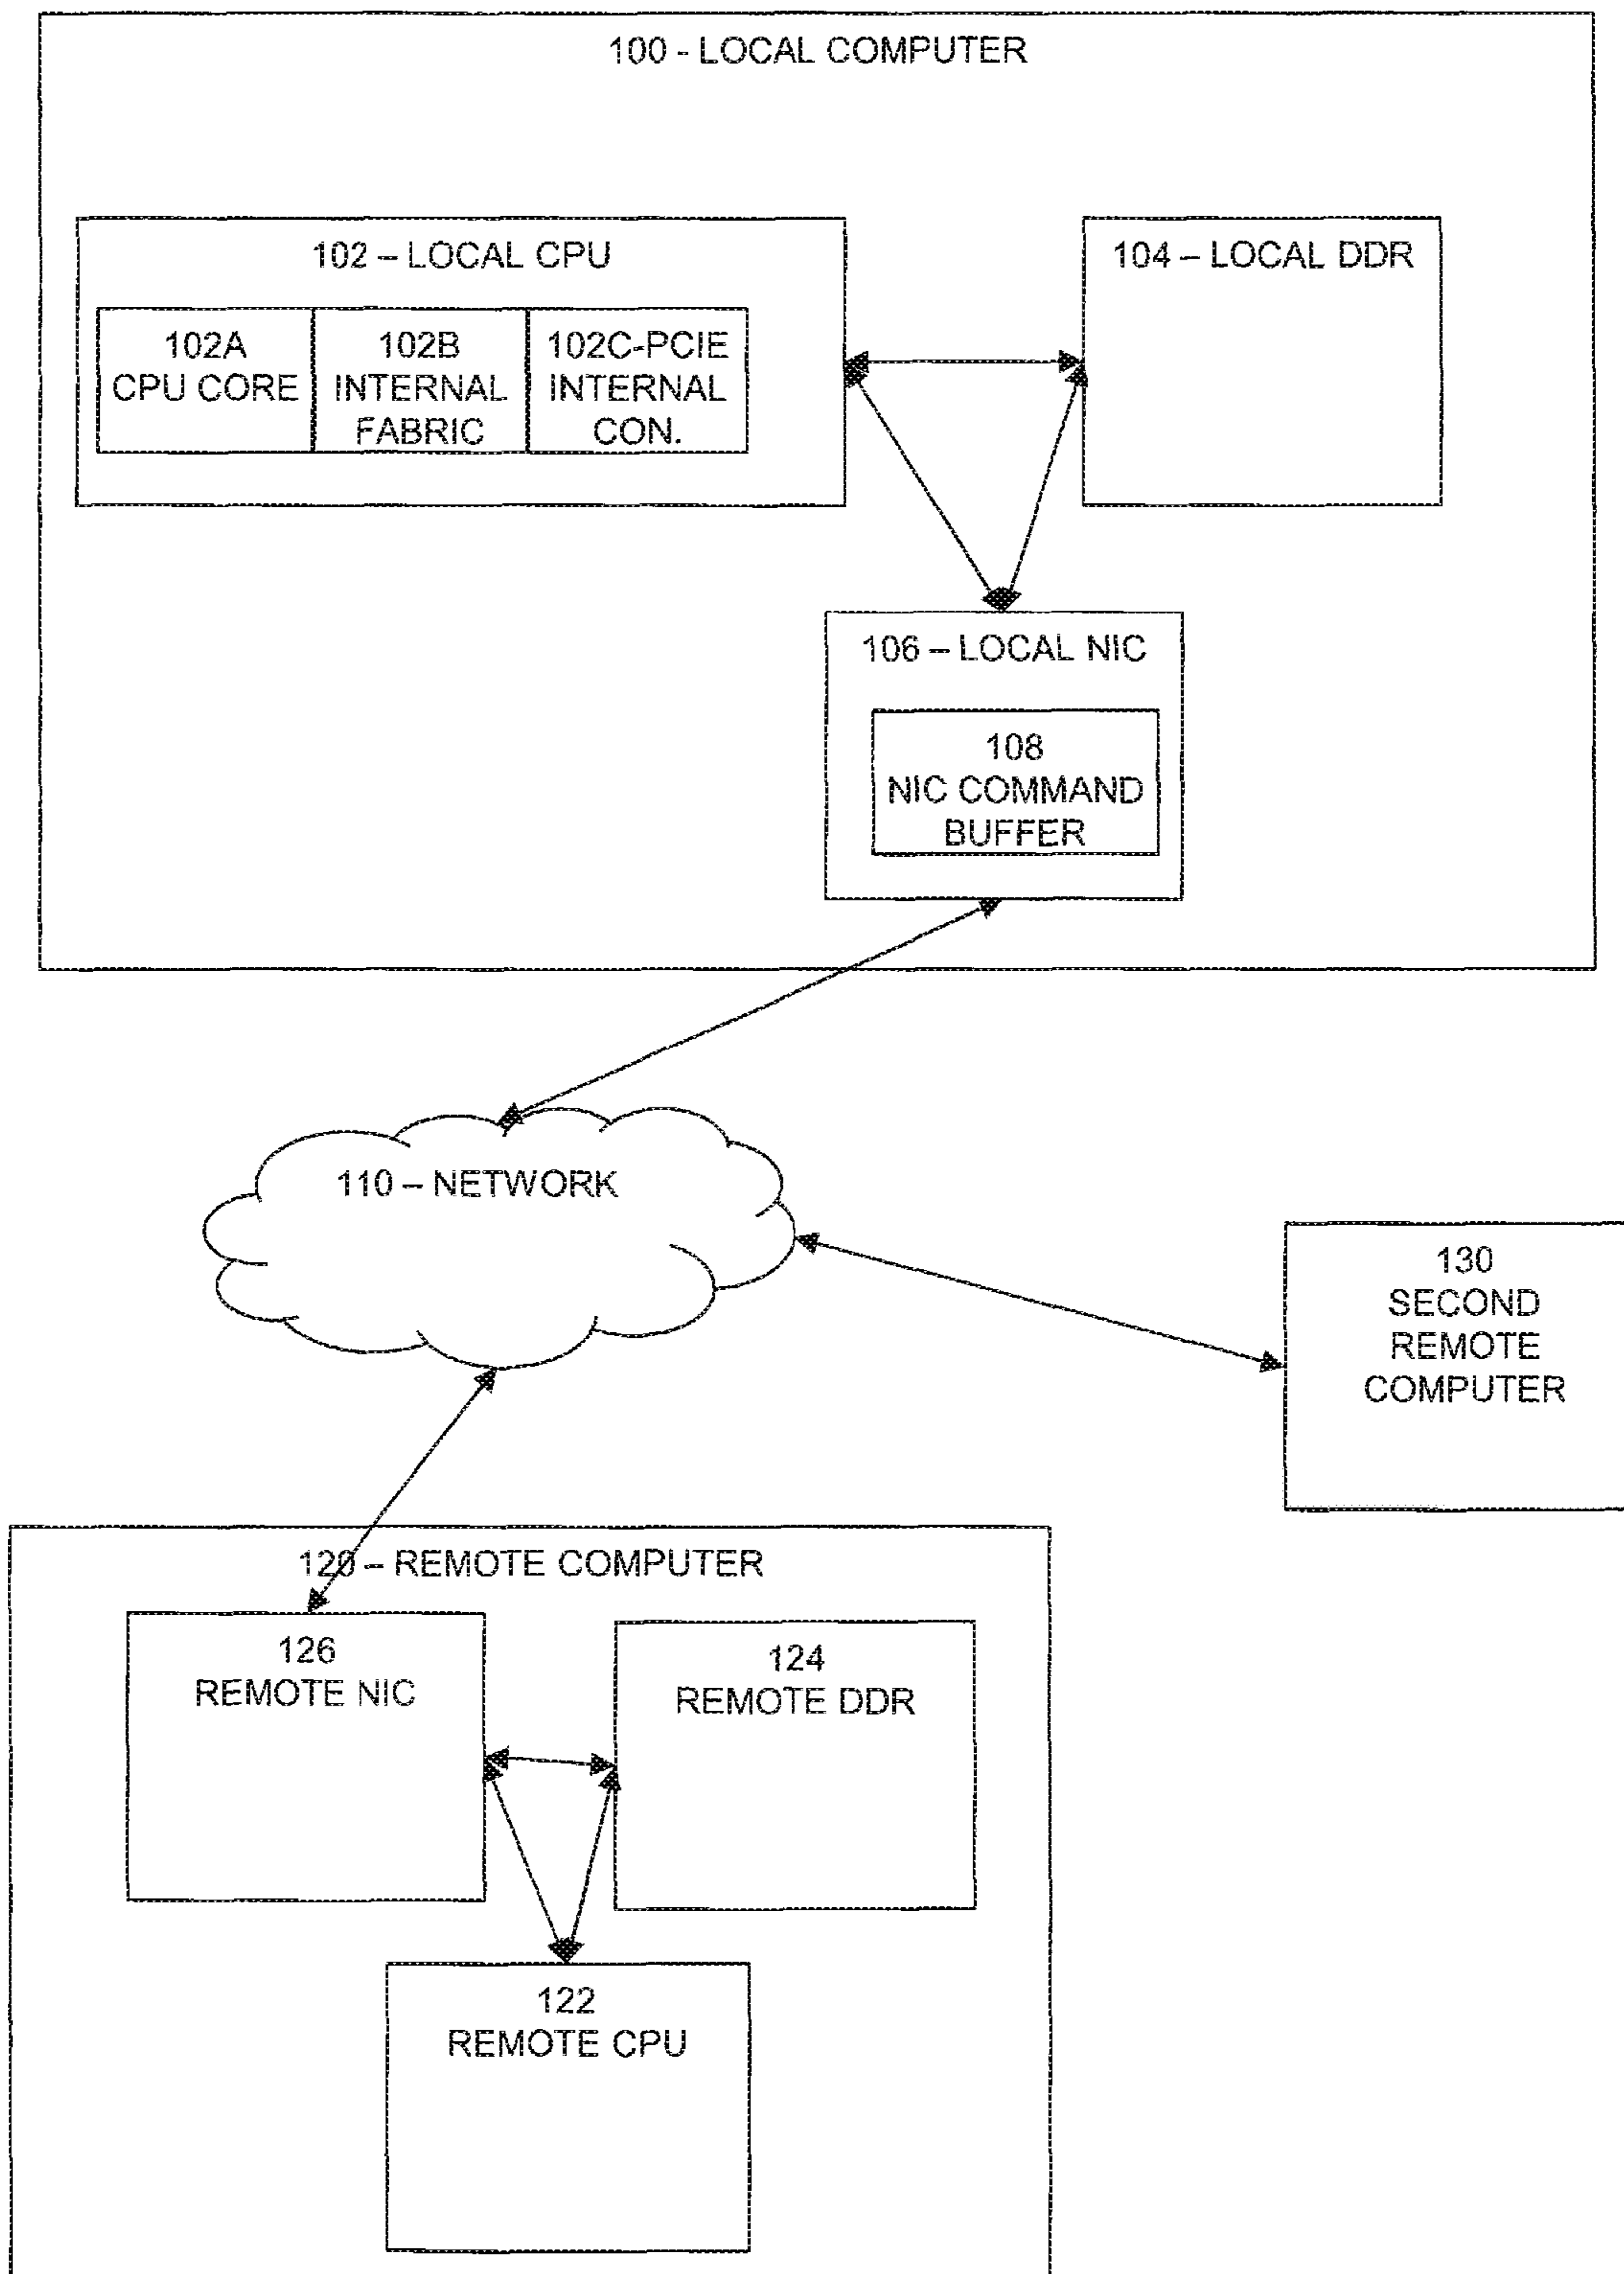 100 - LOCAL COMPUTER
102 – LOCAL CPU
102A
CPU CORE
102B
INTERNAL
FABRIC
102C-PCIE
INTERNAL
CON.
104 – LOCAL DDR
106 – LOCAL NIC
108
NIC COMMAND
BUFFER
110 – NETWORK
130
SECOND
REMOTE
COMPUTER
120 – REMOTE COMPUTER
126
REMOTE NIC
124
REMOTE DDR
122
REMOTE CPU